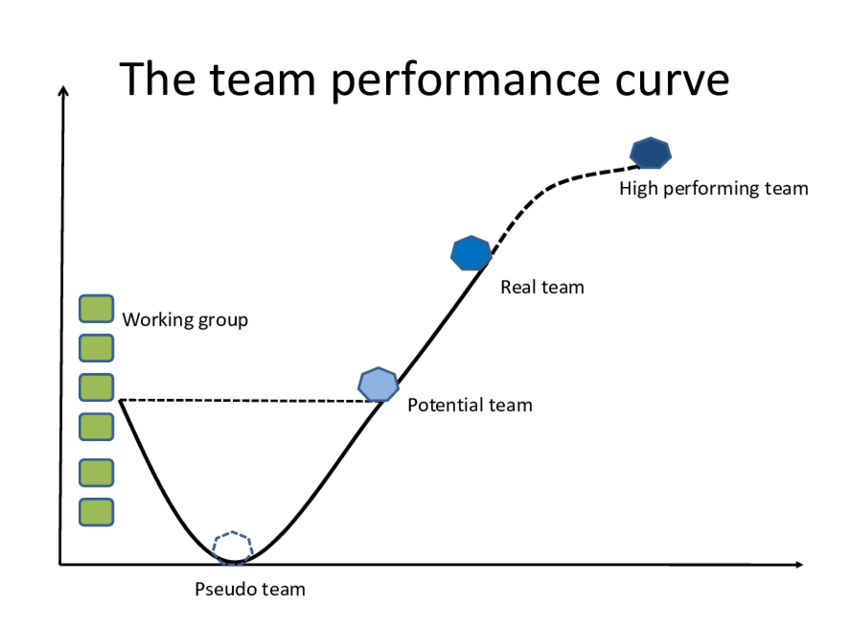 The team performance curve
High performing team
Real team
Working group
Potential team
Pseudo team